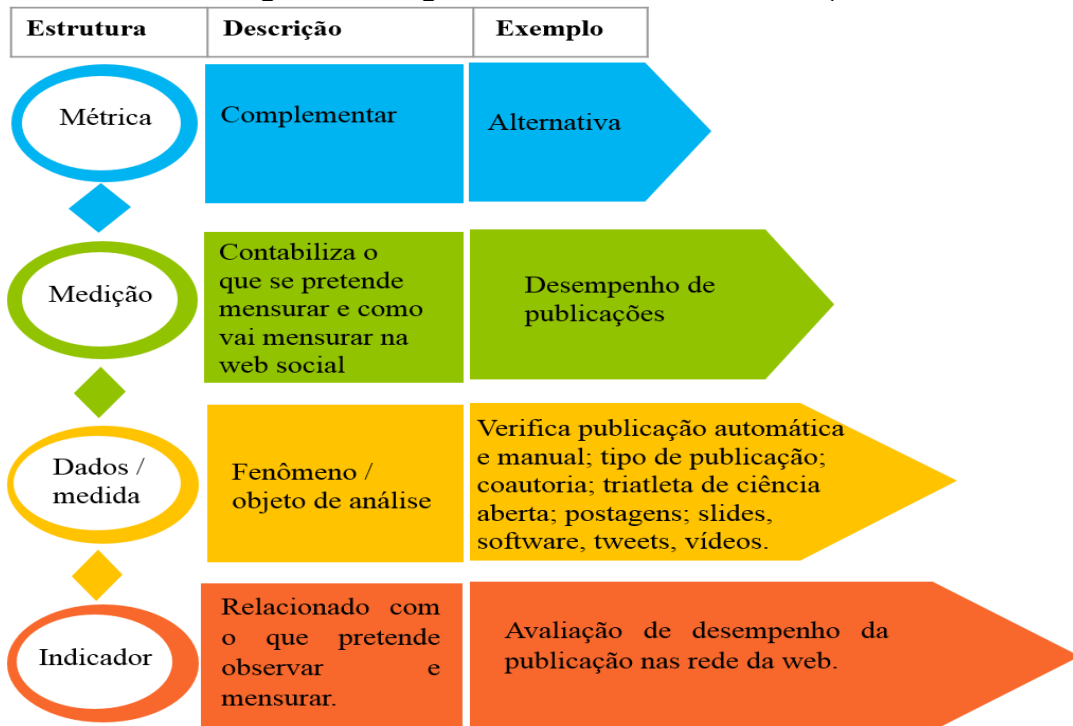 Estrutura Descrição Exemplo
Métrica
Complementar
Alternativa
Medição
Contabiliza o
que se pretende
mensurar e como
vai mensurar na
web social
Desempenho de
publicações
Dados /
medida
Fenômeno /
objeto de análise
Verifica publicação automática
e manual; tipo de publicação;
coautoria; triatleta de ciência
aberta; postagens; slides,
software, tweets, vídeos.
Indicador
Relacionado com
o que pretende
observar e
mensurar.
Avaliação de desempenho da
publicação nas rede da web.